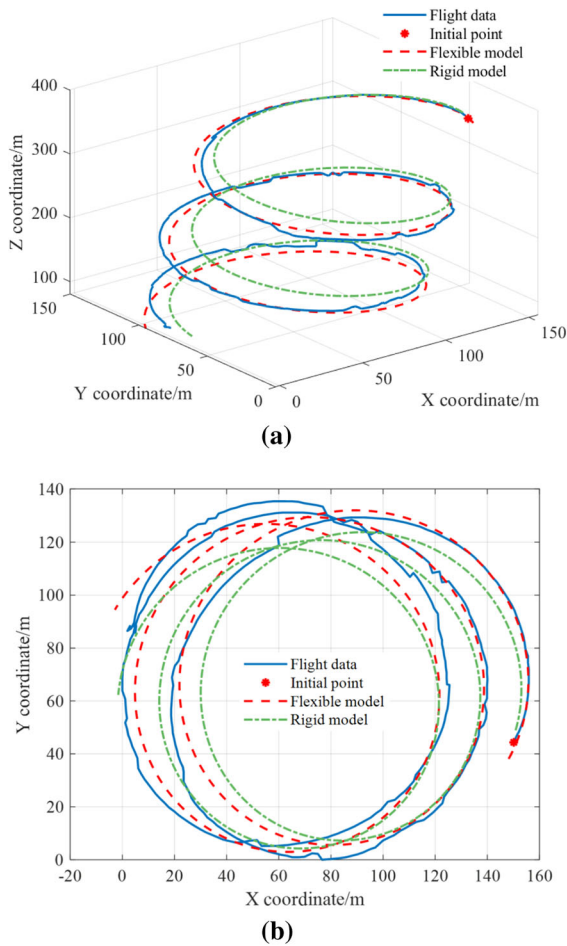 Flight data
Initial point
Flexible model
Rigid model
400
300
200
100
150
100
50
0
0
50
100
150
Z coordinate/m
Y coordinate/m
X coordinate/m
(a)
140
120
100
80
60
40
20
0
-20
0
20
40
60
80
100
120
140
160
Y coordinate/m
Flight data
Initial point
Flexible model
Rigid model
X coordinate/m
(b)